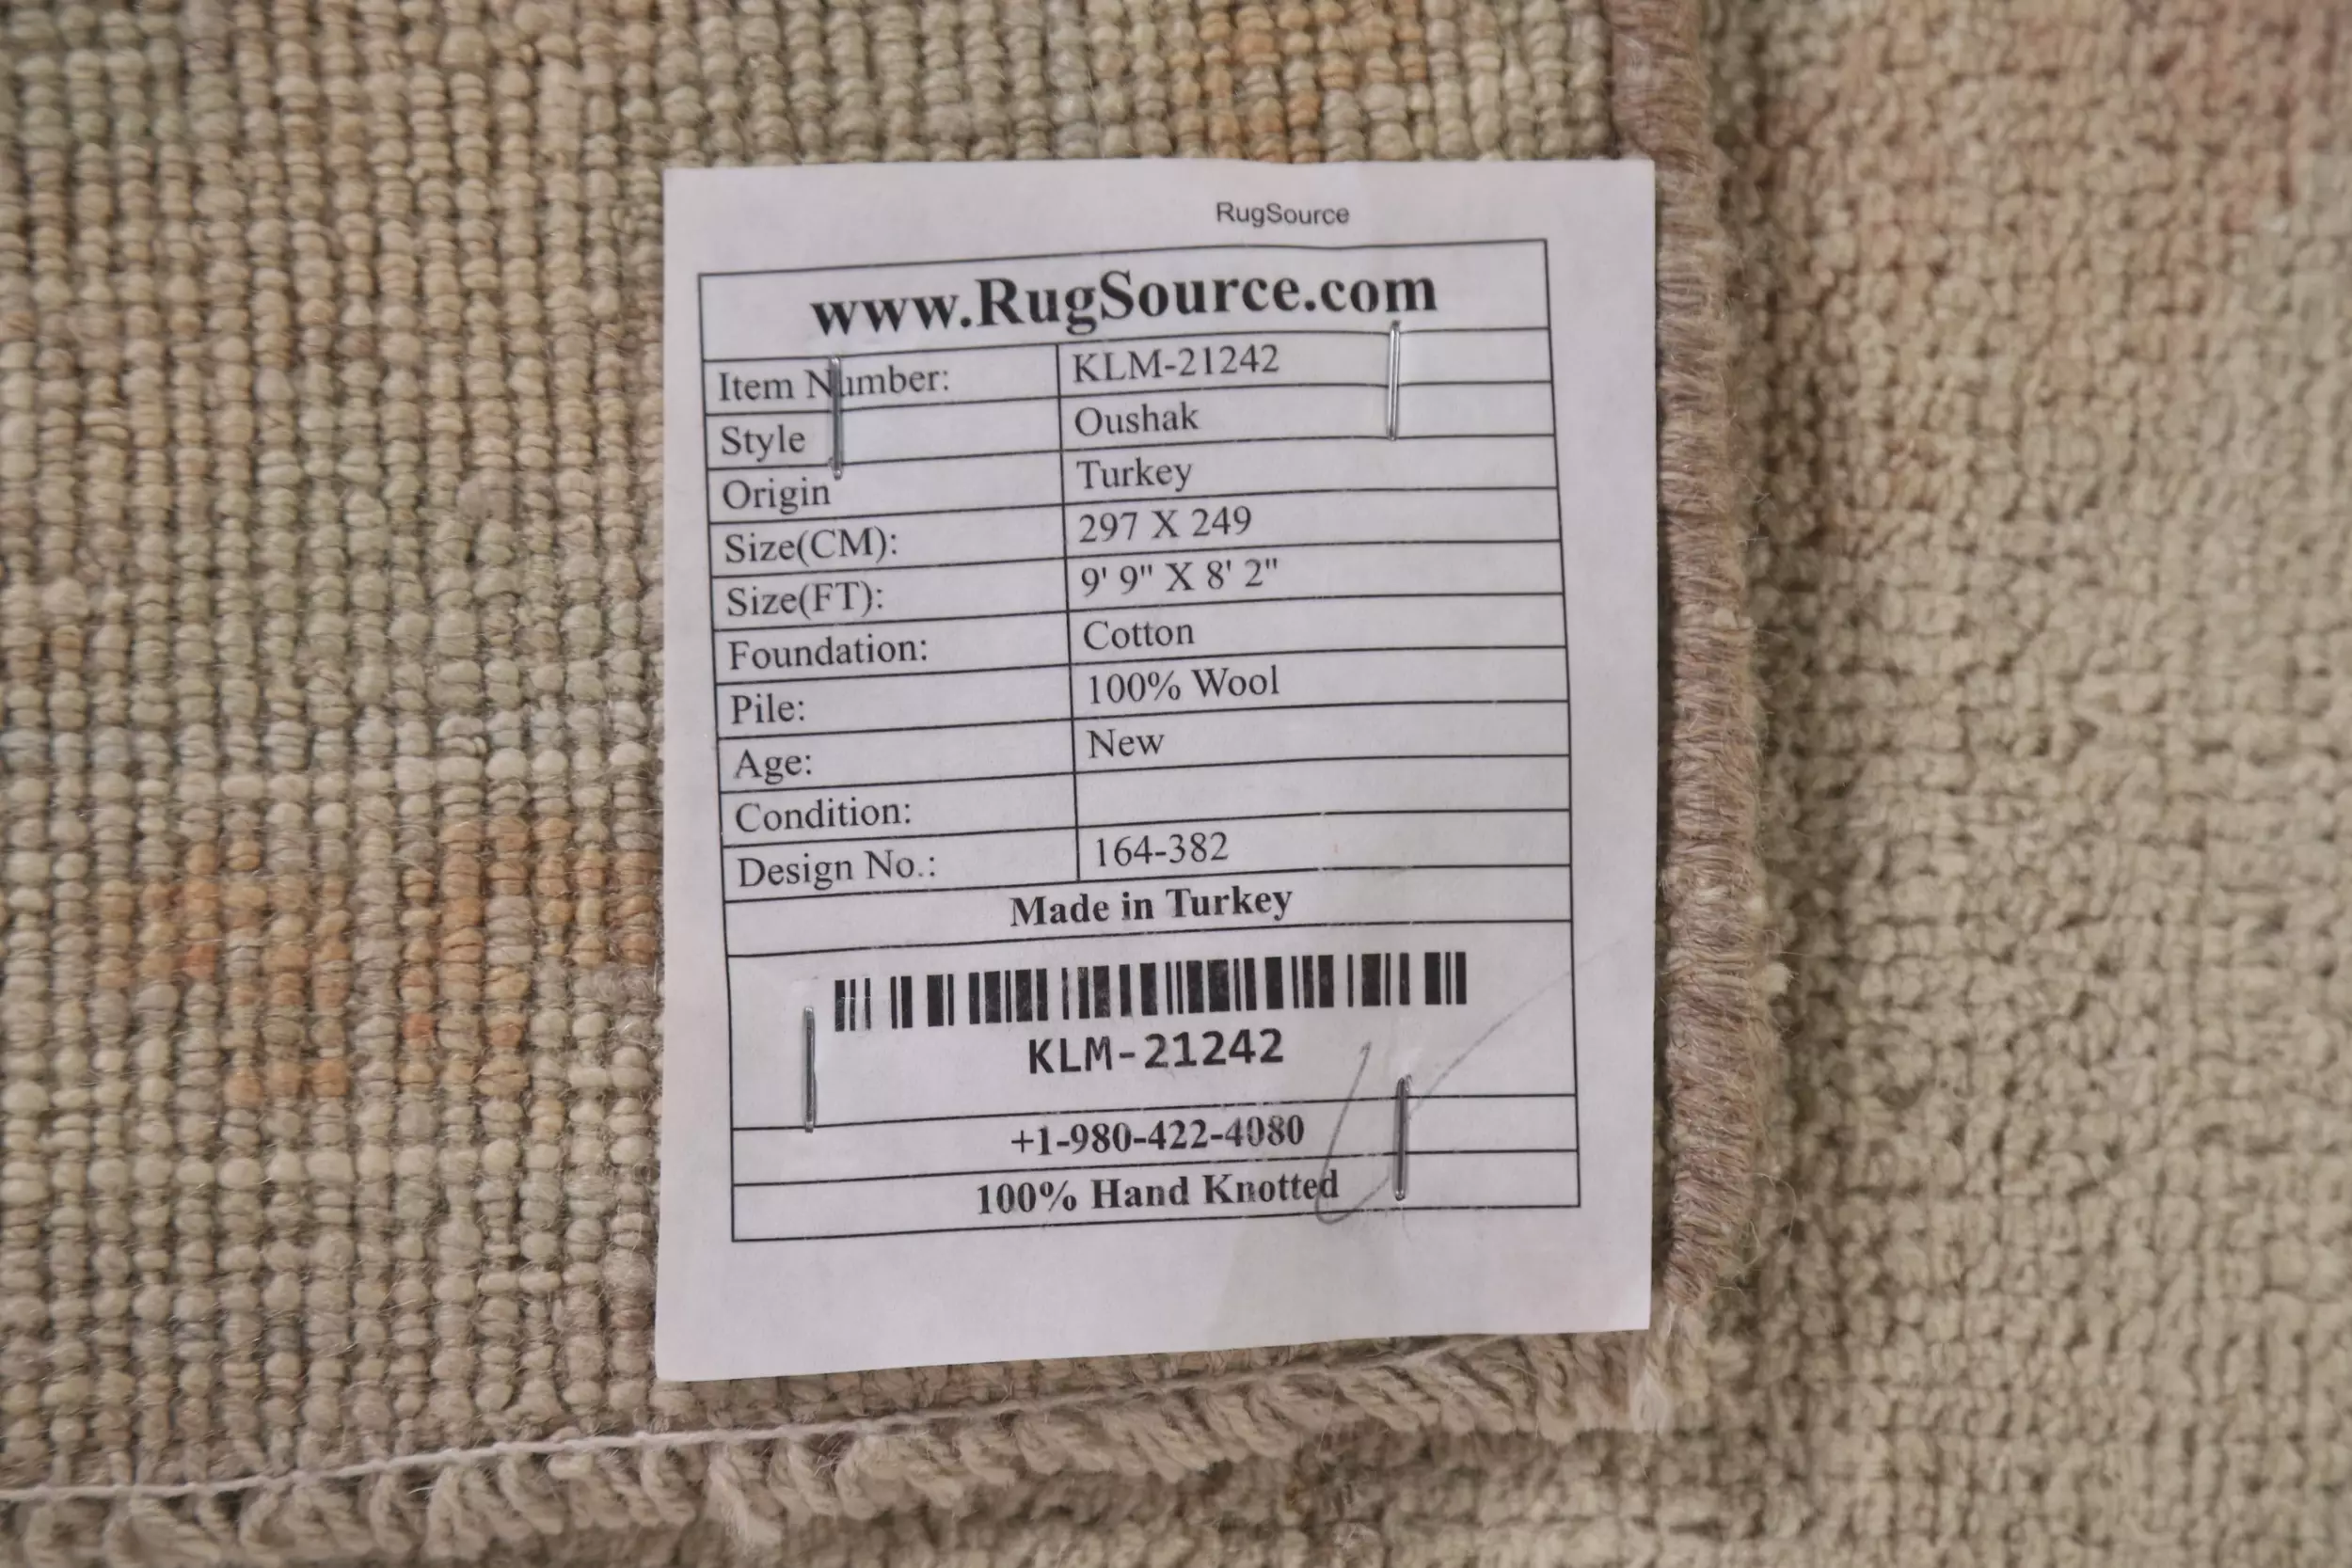 RugSource
www.RugSource.com
Item Number: KLM-21242
Style Oushak
Origin Turkey
Size(CM): 297 X 249
Size(FT): 9' 9" X 8' 2"
Foundation: Cotton
Pile: 100% Wool
Age: New
Condition:
Design No.: 164-382
Made in Turkey
KLM-21242
+1-980-422-4080
100% Hand Knotted